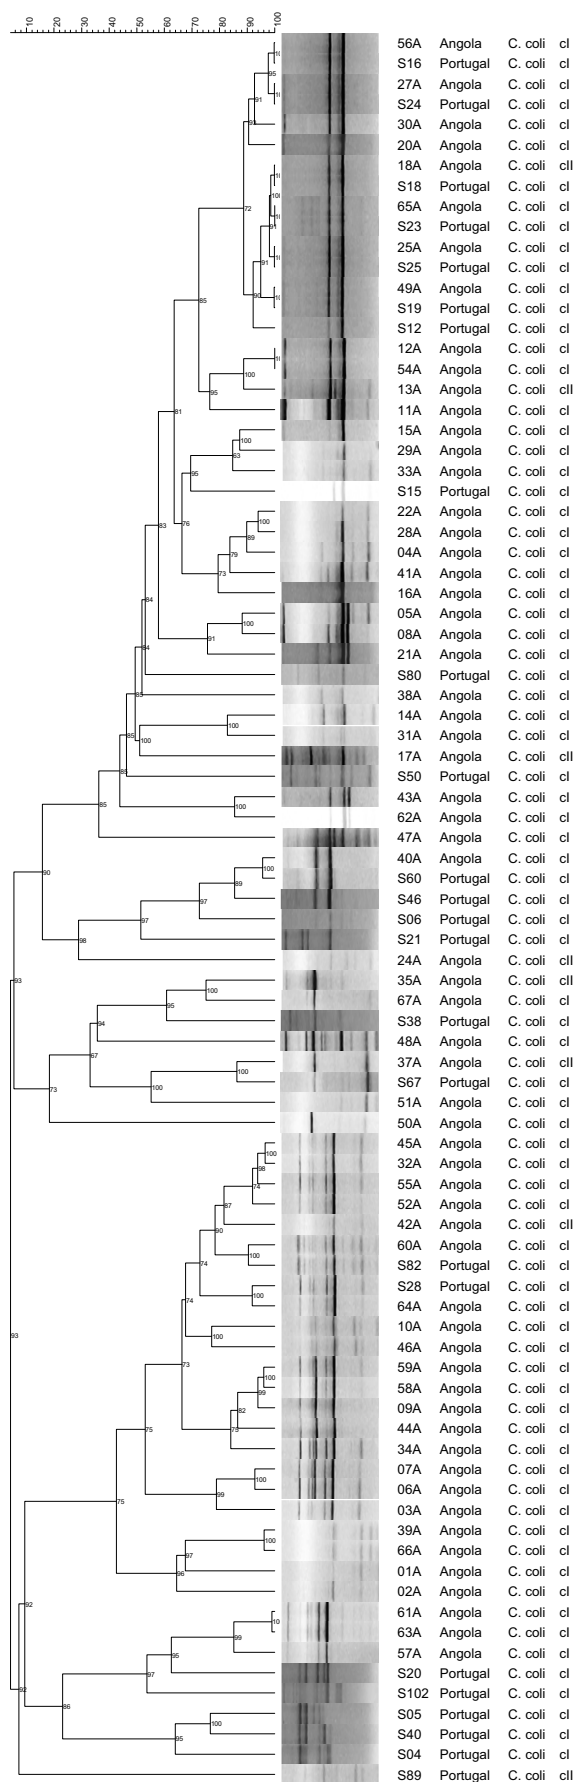 10 20 30 40 50 60 70 80 90 100
56A Angola C. coli cI
S16 Portugal C. coli cI
27A Angola C. coli cI
S24 Portugal C. coli cI
30A Angola C. coli cI
20A Angola C. coli cI
18A Angola C. coli cII
S18 Portugal C. coli cI
65A Angola C. coli cI
S23 Portugal C. coli cI
25A Angola C. coli cI
S25 Portugal C. coli cI
49A Angola C. coli cI
S19 Portugal C. coli cI
S12 Portugal C. coli cI
12A Angola C. coli cI
54A Angola C. coli cI
13A Angola C. coli cII
11A Angola C. coli cI
15A Angola C. coli cI
29A Angola C. coli cI
33A Angola C. coli cI
S15 Portugal C. coli cI
22A Angola C. coli cI
28A Angola C. coli cI
04A Angola C. coli cI
41A Angola C. coli cI
16A Angola C. coli cI
05A Angola C. coli cI
08A Angola C. coli cI
21A Angola C. coli cI
S80 Portugal C. coli cI
38A Angola C. coli cI
14A Angola C. coli cI
31A Angola C. coli cI
17A Angola C. coli cII
S50 Portugal C. coli cI
43A Angola C. coli cI
62A Angola C. coli cI
47A Angola C. coli cI
40A Angola C. coli cI
S60 Portugal C. coli cI
S46 Portugal C. coli cI
S06 Portugal C. coli cI
S21 Portugal C. coli cI
24A Angola C. coli cII
35A Angola C. coli cII
67A Angola C. coli cI
S38 Portugal C. coli cI
48A Angola C. coli cI
37A Angola C. coli cII
S67 Portugal C. coli cI
51A Angola C. coli cI
50A Angola C. coli cI
45A Angola C. coli cI
32A Angola C. coli cI
55A Angola C. coli cI
52A Angola C. coli cI
42A Angola C. coli cII
60A Angola C. coli cI
S82 Portugal C. coli cI
S28 Portugal C. coli cI
64A Angola C. coli cI
10A Angola C. coli cI
46A Angola C. coli cI
59A Angola C. coli cI
58A Angola C. coli cI
09A Angola C. coli cI
44A Angola C. coli cI
34A Angola C. coli cI
07A Angola C. coli cI
06A Angola C. coli cI
03A Angola C. coli cI
39A Angola C. coli cI
66A Angola C. coli cI
01A Angola C. coli cI
02A Angola C. coli cI
61A Angola C. coli cI
63A Angola C. coli cI
57A Angola C. coli cI
S20 Portugal C. coli cI
S102 Portugal C. coli cI
S05 Portugal C. coli cI
S40 Portugal C. coli cI
S04 Portugal C. coli cI
S89 Portugal C. coli cII